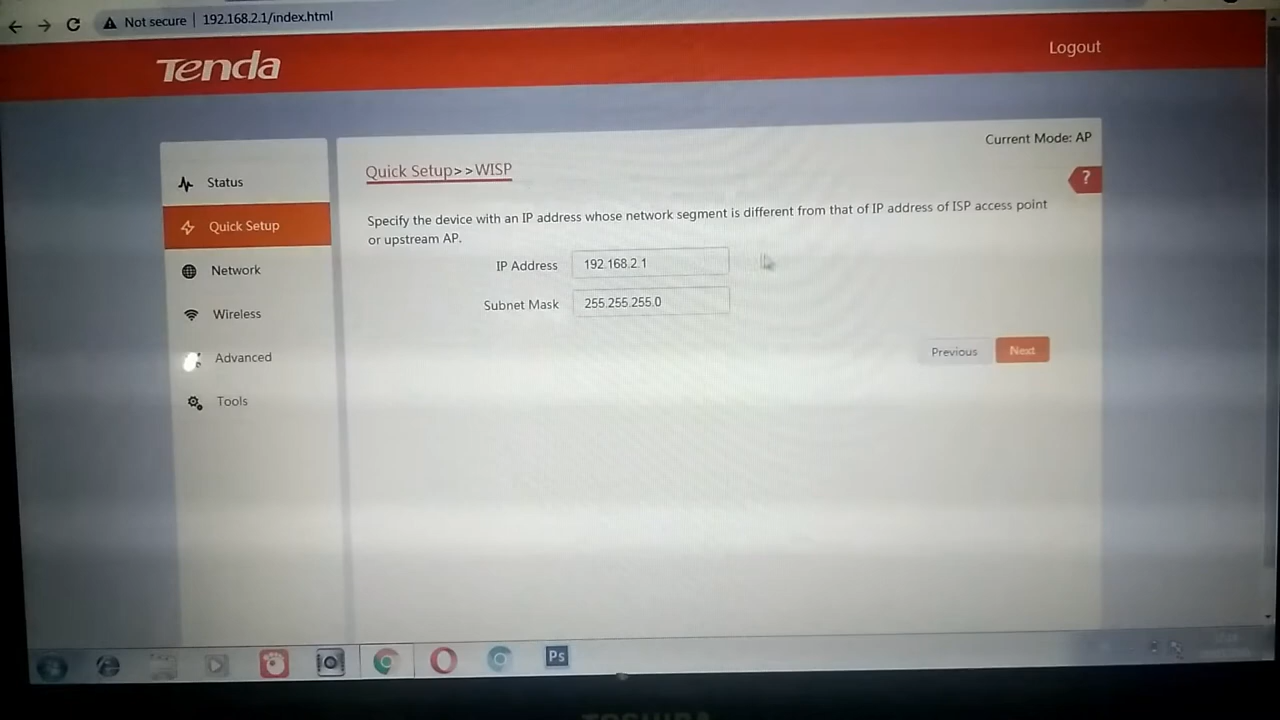 Not secure | 192.168.2.1/index.html
Tenda
Logout
Current Mode: AP
Status
Quick Setup
Network
Wireless
Advanced
Tools
Quick Setup>>WISP
?
Specify the device with an IP address whose network segment is different from that of IP address of ISP access point
or upstream AP.
IP Address 192.168.2.1
Subnet Mask 255.255.255.0
Previous Next
Ps